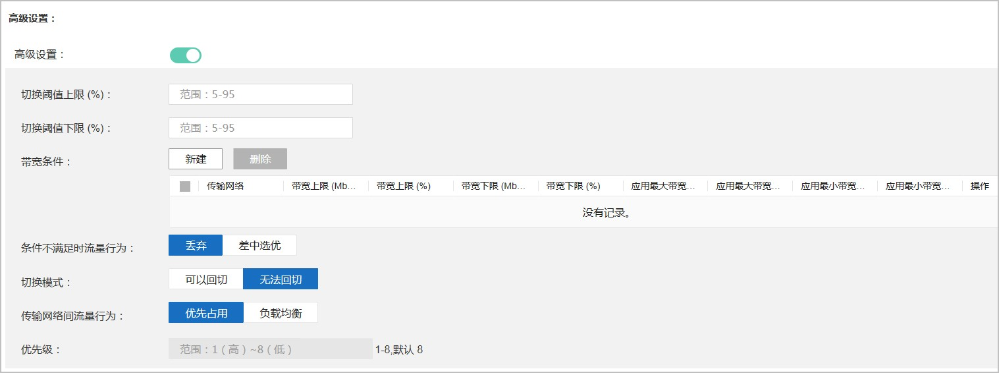 高级设置：
高级设置：
切换阈值上限 (%)： 范围：5-95
切换阈值下限 (%)： 范围：5-95
带宽条件： 新建 删除
传输网络 带宽上限 (Mb... 带宽上限 (%) 带宽下限 (Mb... 带宽下限 (%) 应用最大带宽... 应用最大带宽... 应用最小带宽... 应用最小带宽... 操作
没有记录。
条件不满足时流量行为： 丢弃 差中选优
切换模式： 可以回切 无法回切
传输网络间流量行为： 优先占用 负载均衡
优先级： 范围：1（高）~8（低） 1-8,默认 8